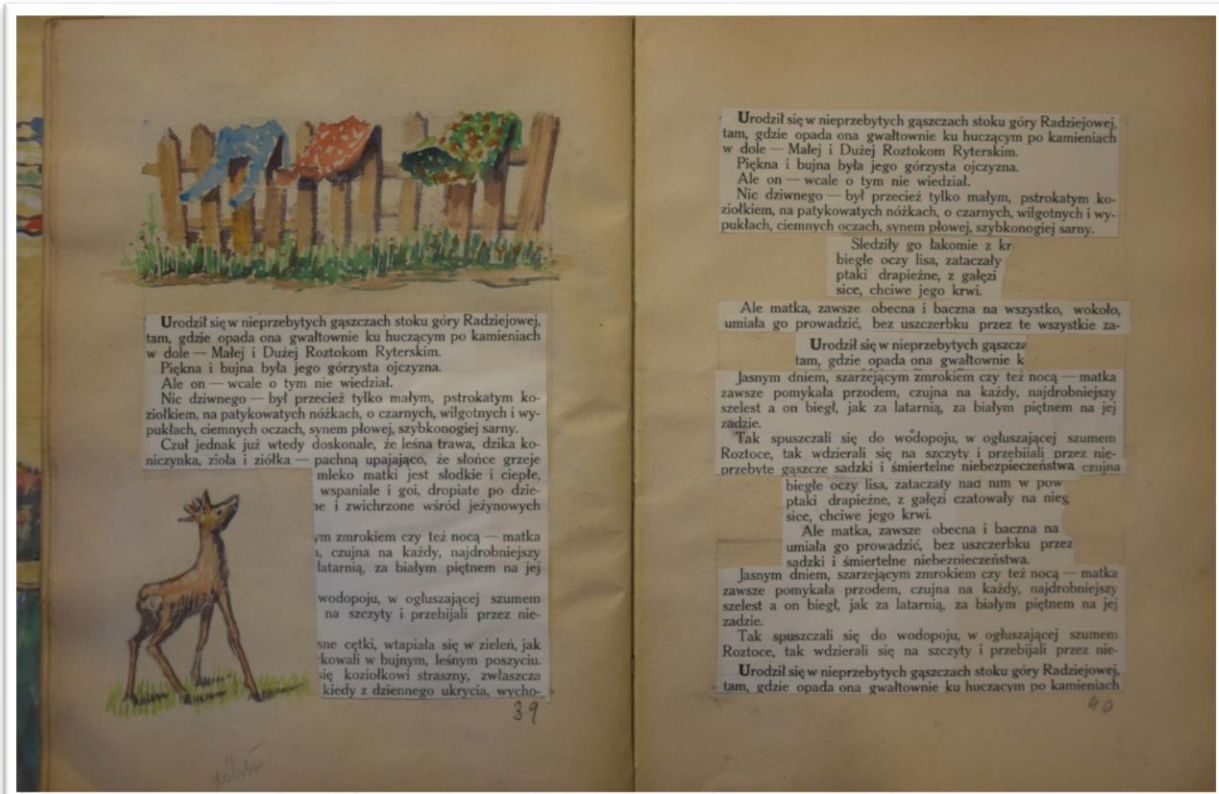 Urodził się w nieprzebytych gąszczach stoku góry Radziejowej,
tam, gdzie opada ona gwałtownie ku huczącym po kamieniach
w dole — Małej i Dużej Roztokom Ryterskim.
Piękna i bujna była jego górzysta ojczyzna.
Ale on — wcale o tym nie wiedział.
Nic dziwnego — był przecież tylko małym, pstrokatym ko-
ziołkiem, na patykowatych nóżkach, o czarnych, wilgotnych i wy-
pukłach, ciemnych oczach, synem płowej, szybkonogiej sarny.
Czuł jednak już wtedy doskonale, że leśna trawa, dzika ko-
niczynka, zioła i ziółka — pachną upajająco, że słońce grzeje
mleko matki jest słodkie i ciepłe,
wspaniale i goi, dropiate po dzie-
e i zwichrzone wśród jeżynowych
ym zmrokiem czy też nocą — matka
, czujna na każdy, najdrobniejszy
latarnią, za białym piętnem na jej
wodopoju, w ogłuszającej szumem
na szczyty i przebijali przez nie-
sne cętki, wtapiała się w zieleń, jak
kowali w bujnym, leśnym poszyciu.
ię koziołkowi straszny, zwłaszcza
kiedy z dziennego ukrycia, wycho-
39
Urodził się w nieprzebytych gąszczach stoku góry Radziejowej,
tam, gdzie opada ona gwałtownie ku huczącym po kamieniach
w dole — Małej i Dużej Roztokom Ryterskim.
Piękna i bujna była jego górzysta ojczyzna.
Ale on — wcale o tym nie wiedział.
Nic dziwnego — był przecież tylko małym, pstrokatym ko-
ziołkiem, na patykowatych nóżkach, o czarnych, wilgotnych i wy-
pukłach, ciemnych oczach, synem płowej, szybkonogiej sarny.
Śledziły go łakomie z kr
biegłe oczy lisa, zataczały
ptaki drapieżne, z gałęzi
sice, chciwe jego krwi.
Ale matka, zawsze obecna i baczna na wszystko, wokoło,
umiała go prowadzić, bez uszczerbku przez te wszystkie za-
Urodził się w nieprzebytych gąszcza
tam, gdzie opada ona gwałtownie k
Jasnym dniem, szarzejącym zmrokiem czy też nocą — matka
zawsze pomykała przodem, czujna na każdy, najdrobniejszy
szelest a on biegł, jak za latarnią, za białym piętnem na jej
zadzie.
Tak spuszczali się do wodopoju, w ogłuszającej szumem
Roztoce, tak wdzierali się na szczyty i przebijali przez nie-
przebyte gąszcze sadzki i śmiertelne niebezpieczeństwa czujna
biegłe oczy lisa, zataczały nad nim w pow
ptaki drapieżne, z gałęzi czatowały na nieg
sice, chciwe jego krwi.
Ale matka, zawsze obecna i baczna na
umiała go prowadzić, bez uszczerbku przez
sadzki i śmiertelne niebezpieczeństwa.
Jasnym dniem, szarzejącym zmrokiem czy też nocą — matka
zawsze pomykała przodem, czujna na każdy, najdrobniejszy
szelest a on biegł, jak za latarnią, za białym piętnem na jej
zadzie.
Tak spuszczali się do wodopoju, w ogłuszającej szumem
Roztoce, tak wdzierali się na szczyty i przebijali przez nie-
Urodził się w nieprzebytych gąszczach stoku góry Radziejowej,
tam, gdzie opada ona gwałtownie ku huczącym po kamieniach
40